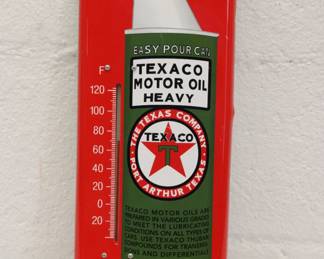 EASY POUR CAN
TEXACO
MOTOR OIL
HEAVY
F
120
100
80
60
40
20
0
20
THE TEXAS COMPANY
TEXACO
T
PORT ARTHUR TEXAS
TEXACO MOTOR OILS ARE
PREPARED IN VARIOUS GRADES
TO MEET THE LUBRICATING
CONDITIONS ON ALL TYPES OF
CARS. USE TEXACO THUBAN
COMPOUNDS FOR TRANSMIS-
SIONS AND DIFFERENTIALS